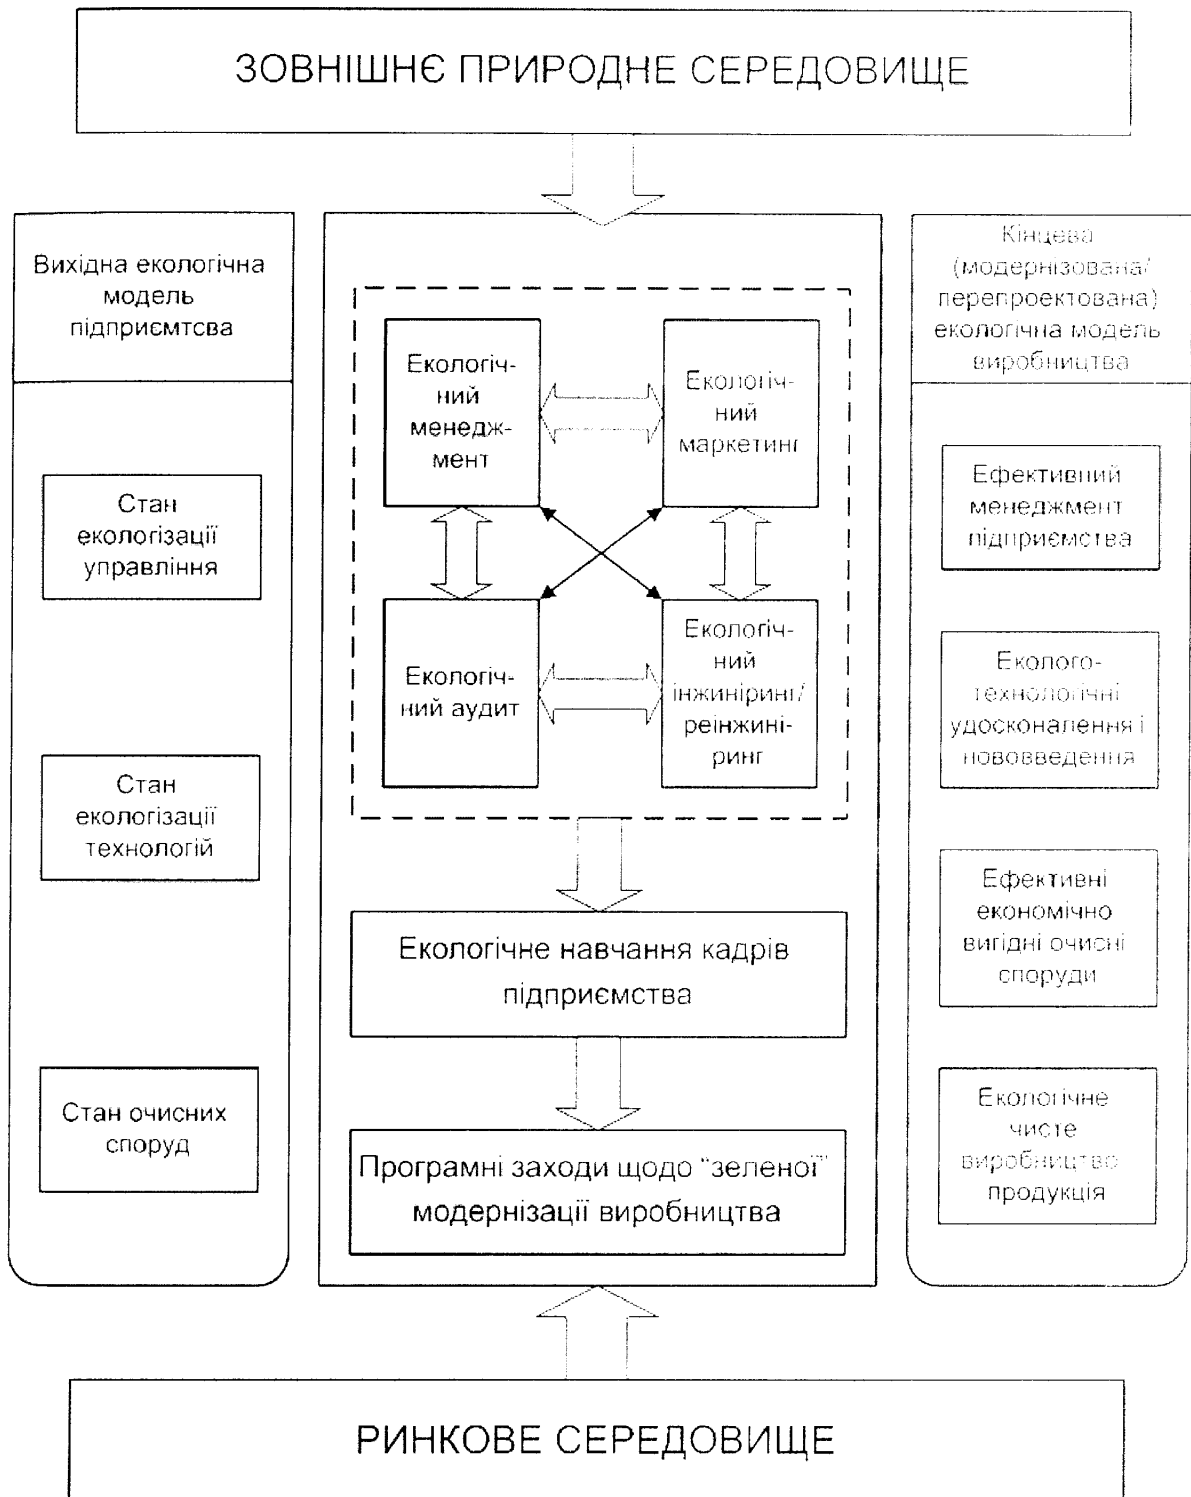 ЗОВНІШНЄ ПРИРОДНЕ СЕРЕДОВИЩЕ
Вихідна екологічна
модель
підприємтсва
Стан
екологізації
управління
Стан
екологізації
технологій
Стан очисних
споруд
Екологіч-
ний
менедж-
мент
Екологіч-
ний
маркетинг
Екологіч-
ний аудит
Екологіч-
ний
інжиніринг/
реінжині-
ринг
Екологічне навчання кадрів
підприємства
Програмні заходи щодо "зеленої"
модернізації виробництва
Кінцева
(модернізована/
перепроектована)
екологічна модель
виробництва
Ефективний
менеджмент
підприємства
Еколого-
технологічні
удосконалення і
нововведення
Ефективні
економічно
вигідні очисні
споруди
Екологічне
чисте
виробництво
продукція
РИНКОВЕ СЕРЕДОВИЩЕ